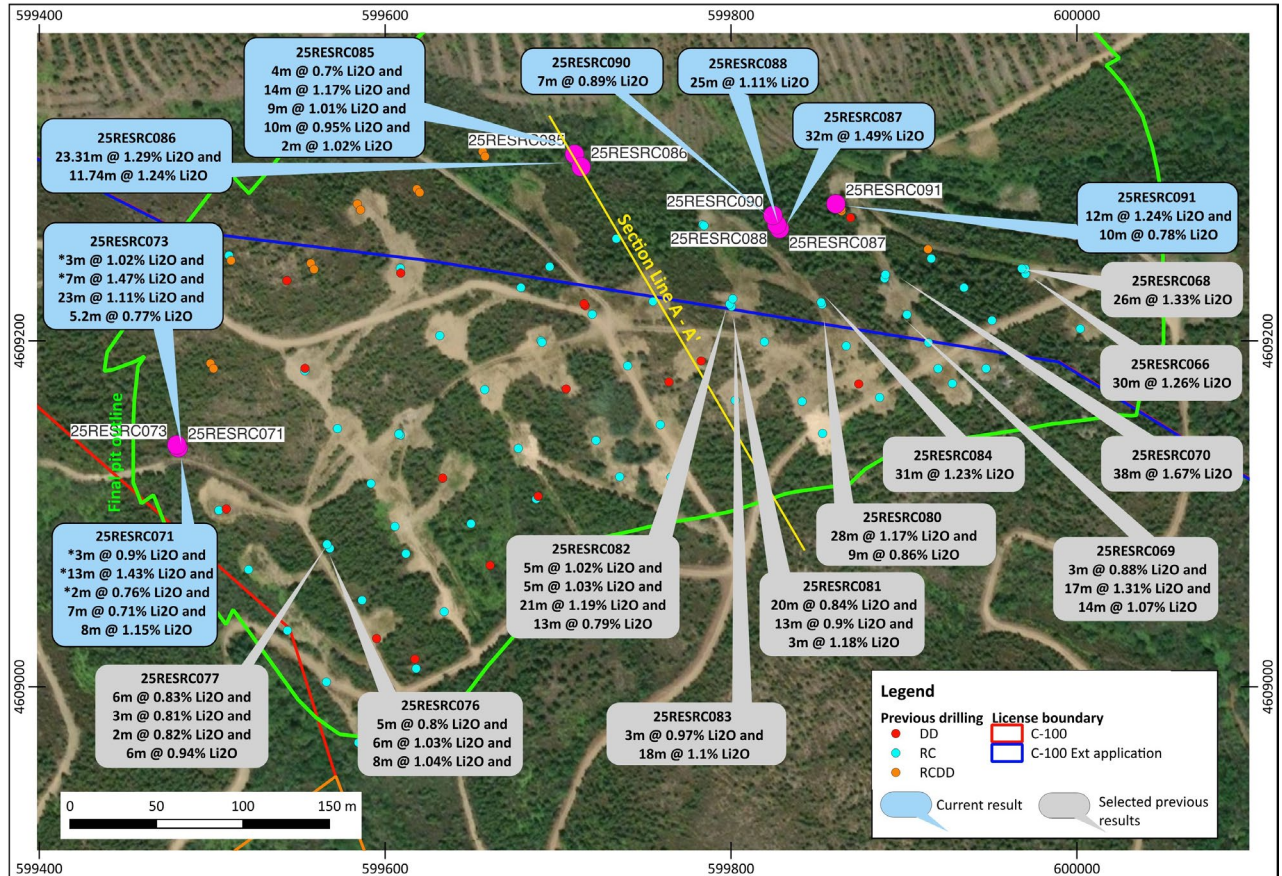 599400
599600
599800
600000
25RESRC085
4m @ 0.7% Li2O and
14m @ 1.17% Li2O and
9m @ 1.01% Li2O and
10m @ 0.95% Li2O and
2m @ 1.02% Li2O
25RESRC090
7m @ 0.89% Li2O
25RESRC088
25m @ 1.11% Li2O
25RESRC087
32m @ 1.49% Li2O
25RESRC086
23.31m @ 1.29% Li2O and
11.74m @ 1.24% Li2O
25RESRC085
25RESRC086
25RESRC090
25RESRC091
25RESRC088
25RESRC087
25RESRC091
12m @ 1.24% Li2O and
10m @ 0.78% Li2O
25RESRC073
*3m @ 1.02% Li2O and
*7m @ 1.47% Li2O and
23m @ 1.11% Li2O and
5.2m @ 0.77% Li2O
Section Line A - A'
25RESRC068
26m @ 1.33% Li2O
4609200
4609200
25RESRC066
30m @ 1.26% Li2O
25RESRC073
25RESRC071
Final pit outline
25RESRC084
31m @ 1.23% Li2O
25RESRC070
38m @ 1.67% Li2O
25RESRC071
*3m @ 0.9% Li2O and
*13m @ 1.43% Li2O and
*2m @ 0.76% Li2O and
7m @ 0.71% Li2O and
8m @ 1.15% Li2O
25RESRC082
5m @ 1.02% Li2O and
5m @ 1.03% Li2O and
21m @ 1.19% Li2O and
13m @ 0.79% Li2O
25RESRC080
28m @ 1.17% Li2O and
9m @ 0.86% Li2O
25RESRC081
20m @ 0.84% Li2O and
13m @ 0.9% Li2O and
3m @ 1.18% Li2O
25RESRC069
3m @ 0.88% Li2O and
17m @ 1.31% Li2O and
14m @ 1.07% Li2O
25RESRC077
6m @ 0.83% Li2O and
3m @ 0.81% Li2O and
2m @ 0.82% Li2O and
6m @ 0.94% Li2O
25RESRC076
5m @ 0.8% Li2O and
6m @ 1.03% Li2O and
8m @ 1.04% Li2O and
25RESRC083
3m @ 0.97% Li2O and
18m @ 1.1% Li2O
4609000
4609000
Legend
Previous drilling
DD
RC
RCDD
License boundary
C-100
C-100 Ext application
Current result
Selected previous
results
0 50 100 150 m
599400
599600
599800
600000